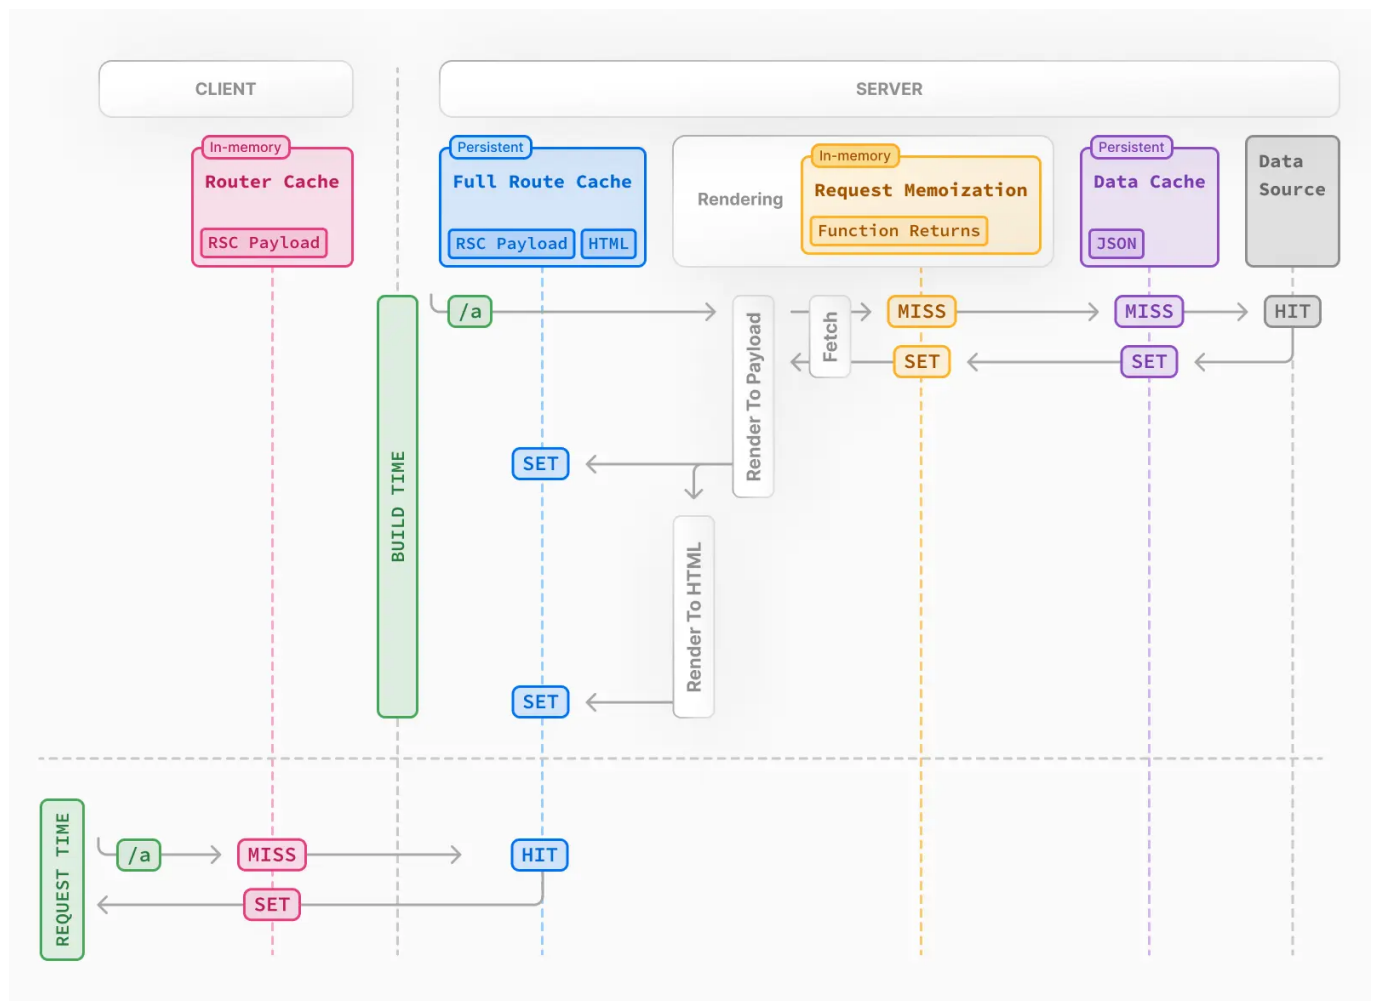 CLIENT
SERVER
In-memory
Router Cache
RSC Payload
Persistent
Full Route Cache
RSC Payload
HTML
Rendering
In-memory
Request Memoization
Function Returns
Persistent
Data Cache
JSON
Data
Source
BUILD TIME
/a
Render To Payload
Fetch
MISS
MISS
HIT
SET
SET
SET
Render To HTML
SET
REQUEST TIME
/a
MISS
HIT
SET